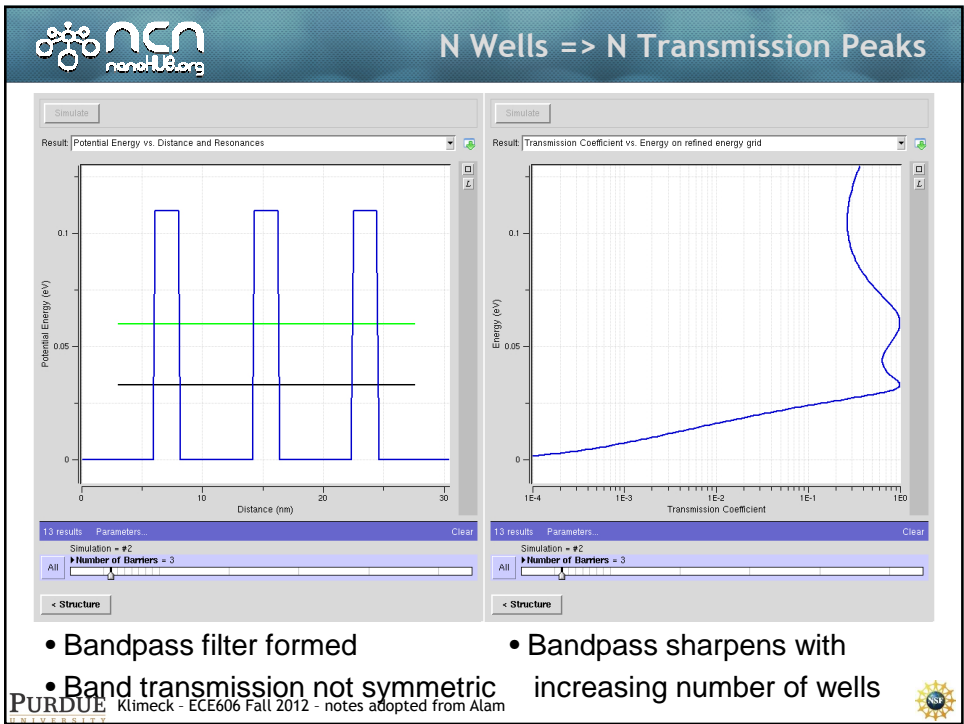 ncn
nanoHUB.org
N Wells => N Transmission Peaks
Simulate
Result: Potential Energy vs. Distance and Resonances
0.1
0.05
0
Potential Energy (eV)
0
10
20
30
Distance (nm)
13 results Parameters... Clear
Simulation = #2
All
Number of Barriers = 3
< Structure
Simulate
Result: Transmission Coefficient vs. Energy on refined energy grid
0.1
0.05
0
Energy (eV)
1E-4
1E-3
1E-2
1E-1
1E0
Transmission Coefficient
13 results Parameters... Clear
Simulation = #2
All
Number of Barriers = 3
< Structure
• Bandpass filter formed
• Band transmission not symmetric
• Bandpass sharpens with
increasing number of wells
PURDUE
UNIVERSITY
Klimeck – ECE606 Fall 2012 – notes adopted from Alam
NSF